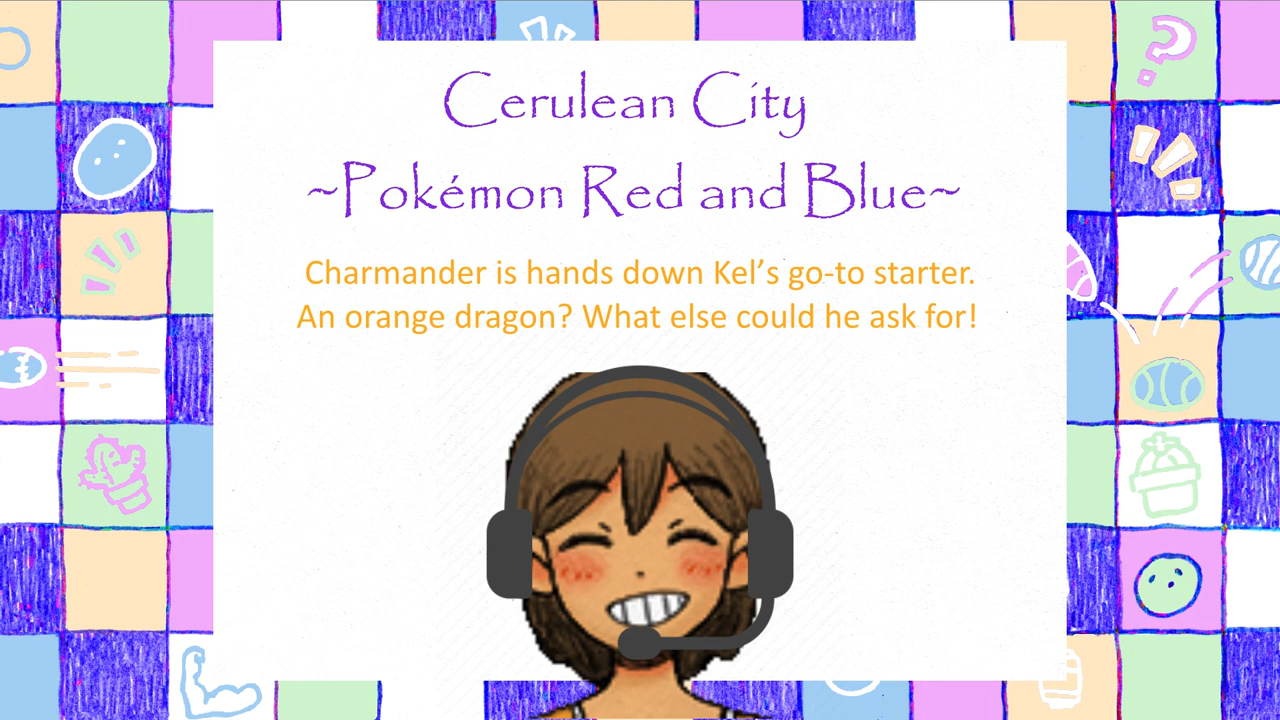 Cerulean City
~Pokémon Red and Blue~
Charmander is hands down Kel’s go-to starter.
An orange dragon? What else could he ask for!
?